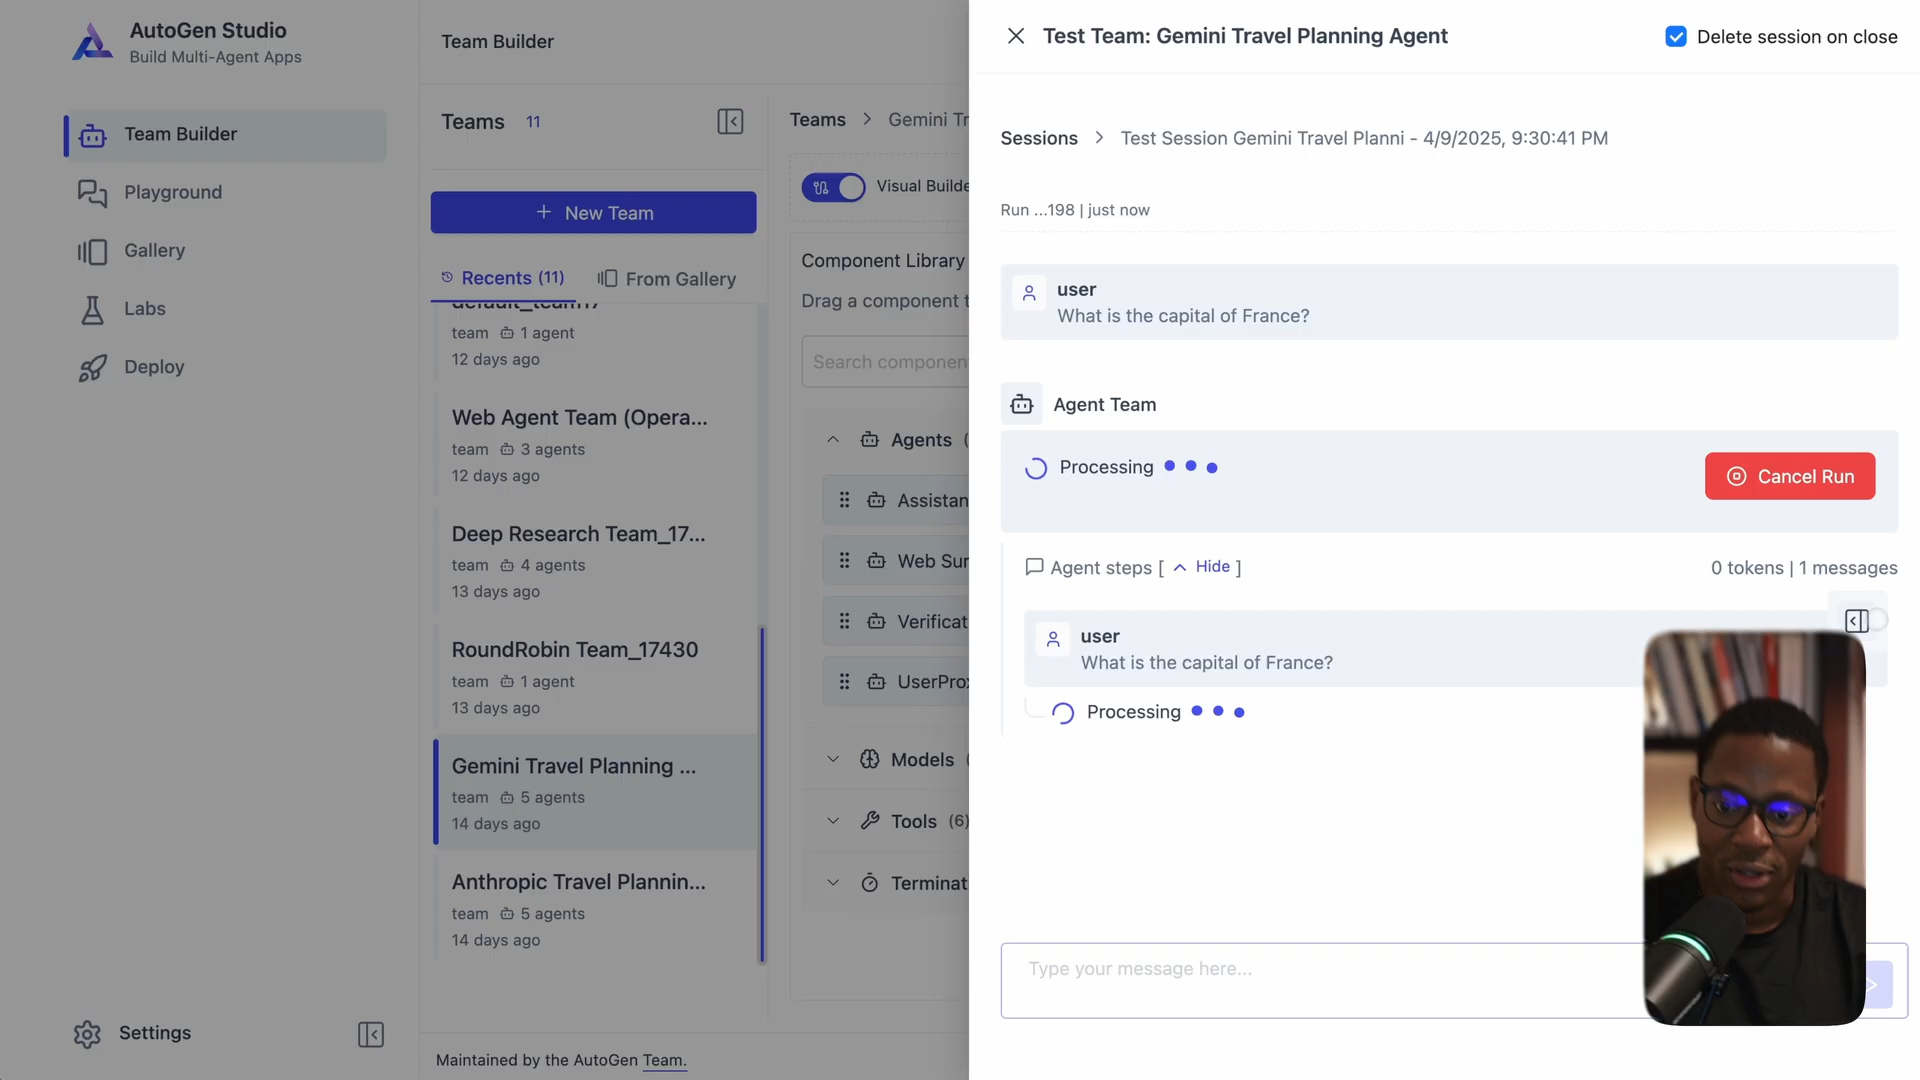 AutoGen Studio
Build Multi-Agent Apps
Team Builder
Playground
Gallery
Labs
Deploy
Settings
Team Builder
Teams 11
New Team
Recents (11)
From Gallery
default_team17
team 1 agent
12 days ago
Web Agent Team (Opera...
team 3 agents
12 days ago
Deep Research Team_17...
team 4 agents
13 days ago
RoundRobin Team_17430
team 1 agent
13 days ago
Gemini Travel Planning ...
team 5 agents
14 days ago
Anthropic Travel Plannin...
team 5 agents
14 days ago
Maintained by the AutoGen Team.
Teams > Gemini Tr
Visual Builde
Component Library
Drag a component t
Search componen
Agents (
Assistan
Web Sur
Verificat
UserProx
Models (
Tools (6)
Terminat
Test Team: Gemini Travel Planning Agent
Delete session on close
Sessions > Test Session Gemini Travel Planni - 4/9/2025, 9:30:41 PM
Run ...198 | just now
user
What is the capital of France?
Agent Team
Processing
Cancel Run
Agent steps [ Hide ]
0 tokens | 1 messages
user
What is the capital of France?
Processing
Type your message here...